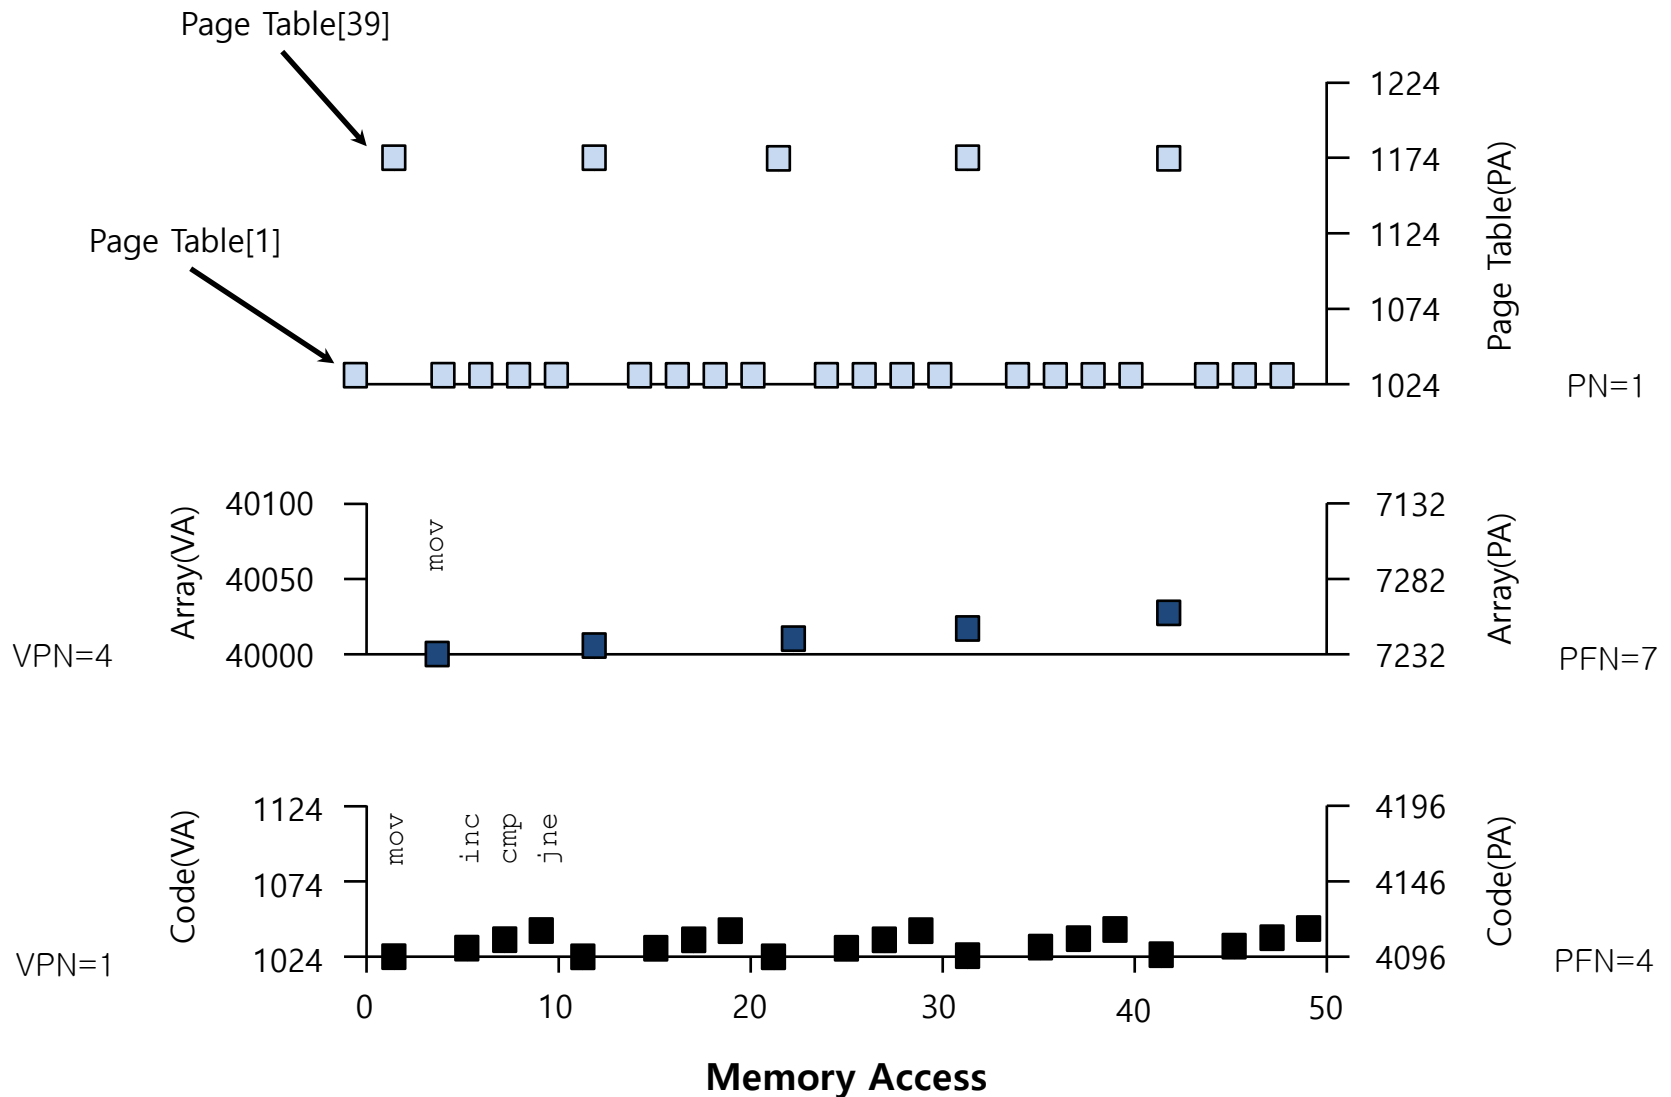 Page Table[39]
1224
1174
Page Table[1]
1124
1074
1024
Page Table(PA)
PN=1
Array(VA)
40100
40050
40000
VPN=4
mov
7132
7282
7232
Array(PA)
PFN=7
Code(VA)
1124
1074
1024
VPN=1
mov
inc
cmp
jne
4196
4146
4096
Code(PA)
PFN=4
0 10 20 30 40 50
Memory Access